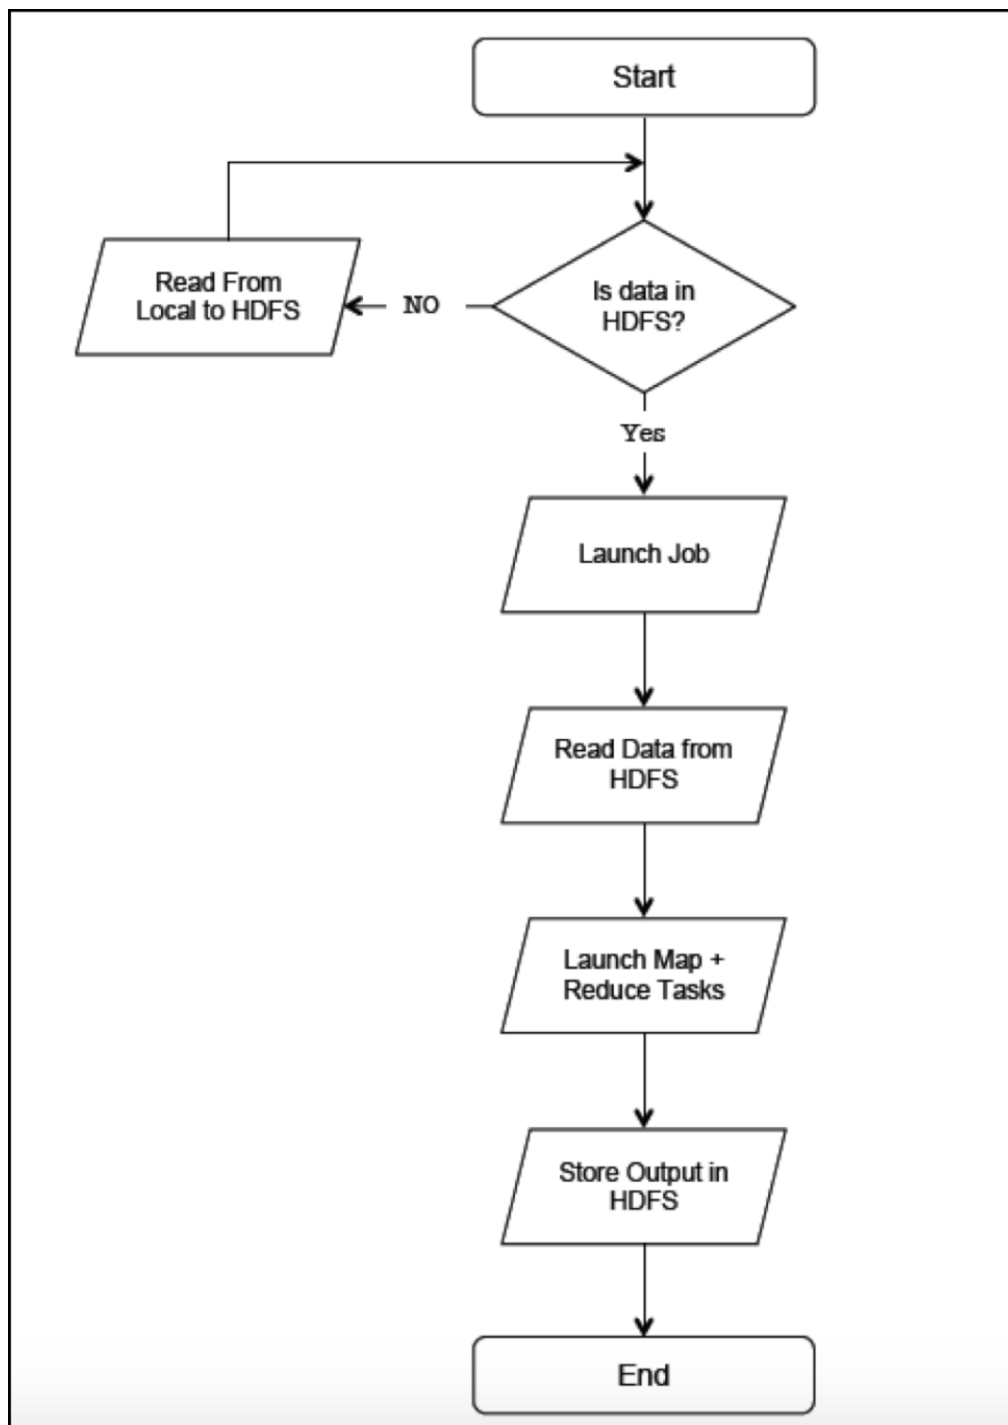 Start
Is data in
HDFS?
NO
Read From
Local to HDFS
Yes
Launch Job
Read Data from
HDFS
Launch Map +
Reduce Tasks
Store Output in
HDFS
End